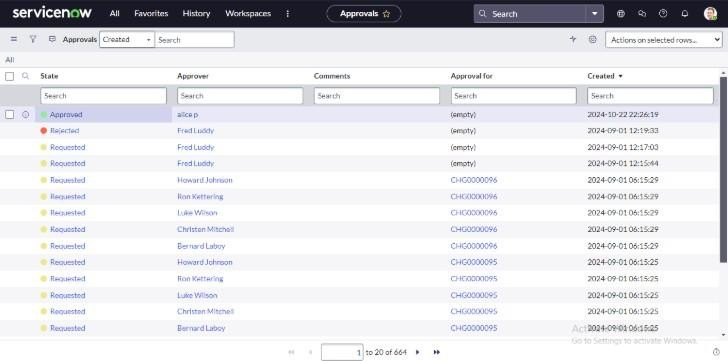 servicenow All Favorites History Workspaces Approvals Search
Approvals Created Search Actions on selected rows...
All
State Approver Comments Approval for Created
Search Search Search Search Search
Approved alice p (empty) 2024-10-22 22:26:19
Rejected Fred Luddy (empty) 2024-09-01 12:19:33
Requested Fred Luddy (empty) 2024-09-01 12:17:03
Requested Fred Luddy (empty) 2024-09-01 12:15:44
Requested Howard Johnson CHG0000096 2024-09-01 06:15:29
Requested Ron Kettering CHG0000096 2024-09-01 06:15:29
Requested Luke Wilson CHG0000096 2024-09-01 06:15:29
Requested Christen Mitchell CHG0000096 2024-09-01 06:15:29
Requested Bernard Laboy CHG0000096 2024-09-01 06:15:29
Requested Howard Johnson CHG0000095 2024-09-01 06:15:25
Requested Ron Kettering CHG0000095 2024-09-01 06:15:25
Requested Luke Wilson CHG0000095 2024-09-01 06:15:25
Requested Christen Mitchell CHG0000095 2024-09-01 06:15:25
Requested Bernard Laboy CHG0000095 2024-09-01 06:15:25
Activate Windows
Go to Settings to activate Windows.
1 to 20 of 664